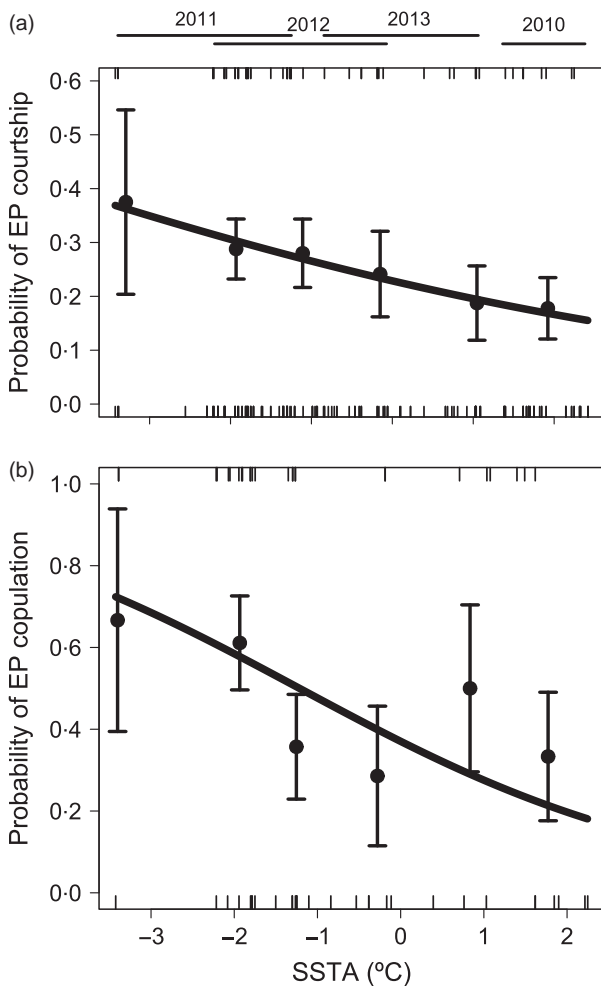 (a)
2011
2013
2012
2010
0·6
0·5
0·4
0·3
0·2
0·1
0·0
Probability of EP courtship
(b)
1·0
0·8
0·6
0·4
0·2
0·0
Probability of EP copulation
−3 −2 −1 0 1 2
SSTA (ºC)